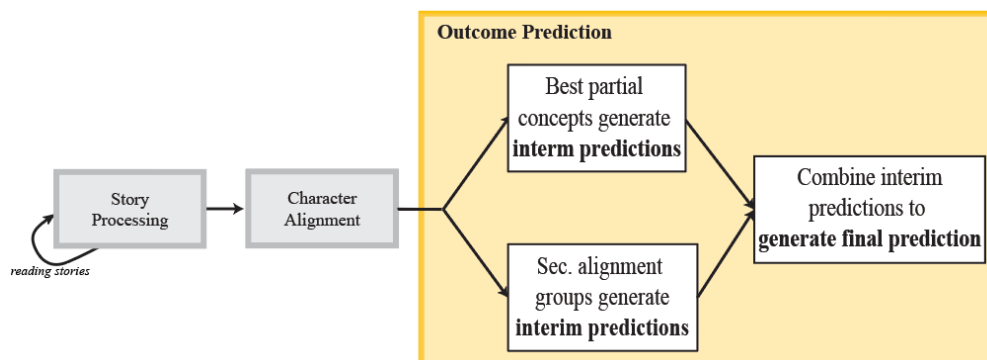 Outcome Prediction
Best partial
concepts generate
interm predictions
Story
Processing
reading stories
Character
Alignment
Combine interim
predictions to
generate final prediction
Sec. alignment
groups generate
interim predictions